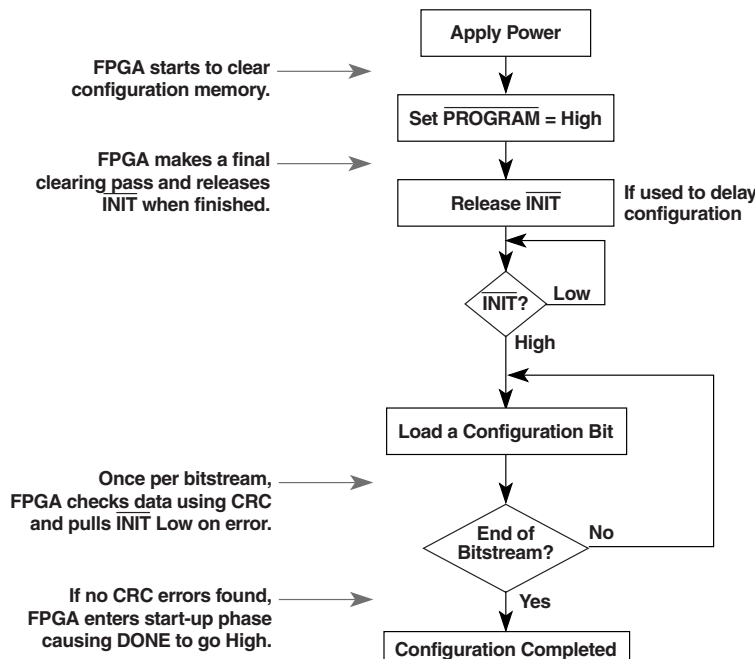 Apply Power
FPGA starts to clear
configuration memory.
Set PROGRAM = High
FPGA makes a final
clearing pass and releases
INIT when finished.
Release INIT
If used to delay
configuration
INIT?
Low
High
Load a Configuration Bit
Once per bitstream,
FPGA checks data using CRC
and pulls INIT Low on error.
End of
Bitstream?
No
Yes
If no CRC errors found,
FPGA enters start-up phase
causing DONE to go High.
Configuration Completed